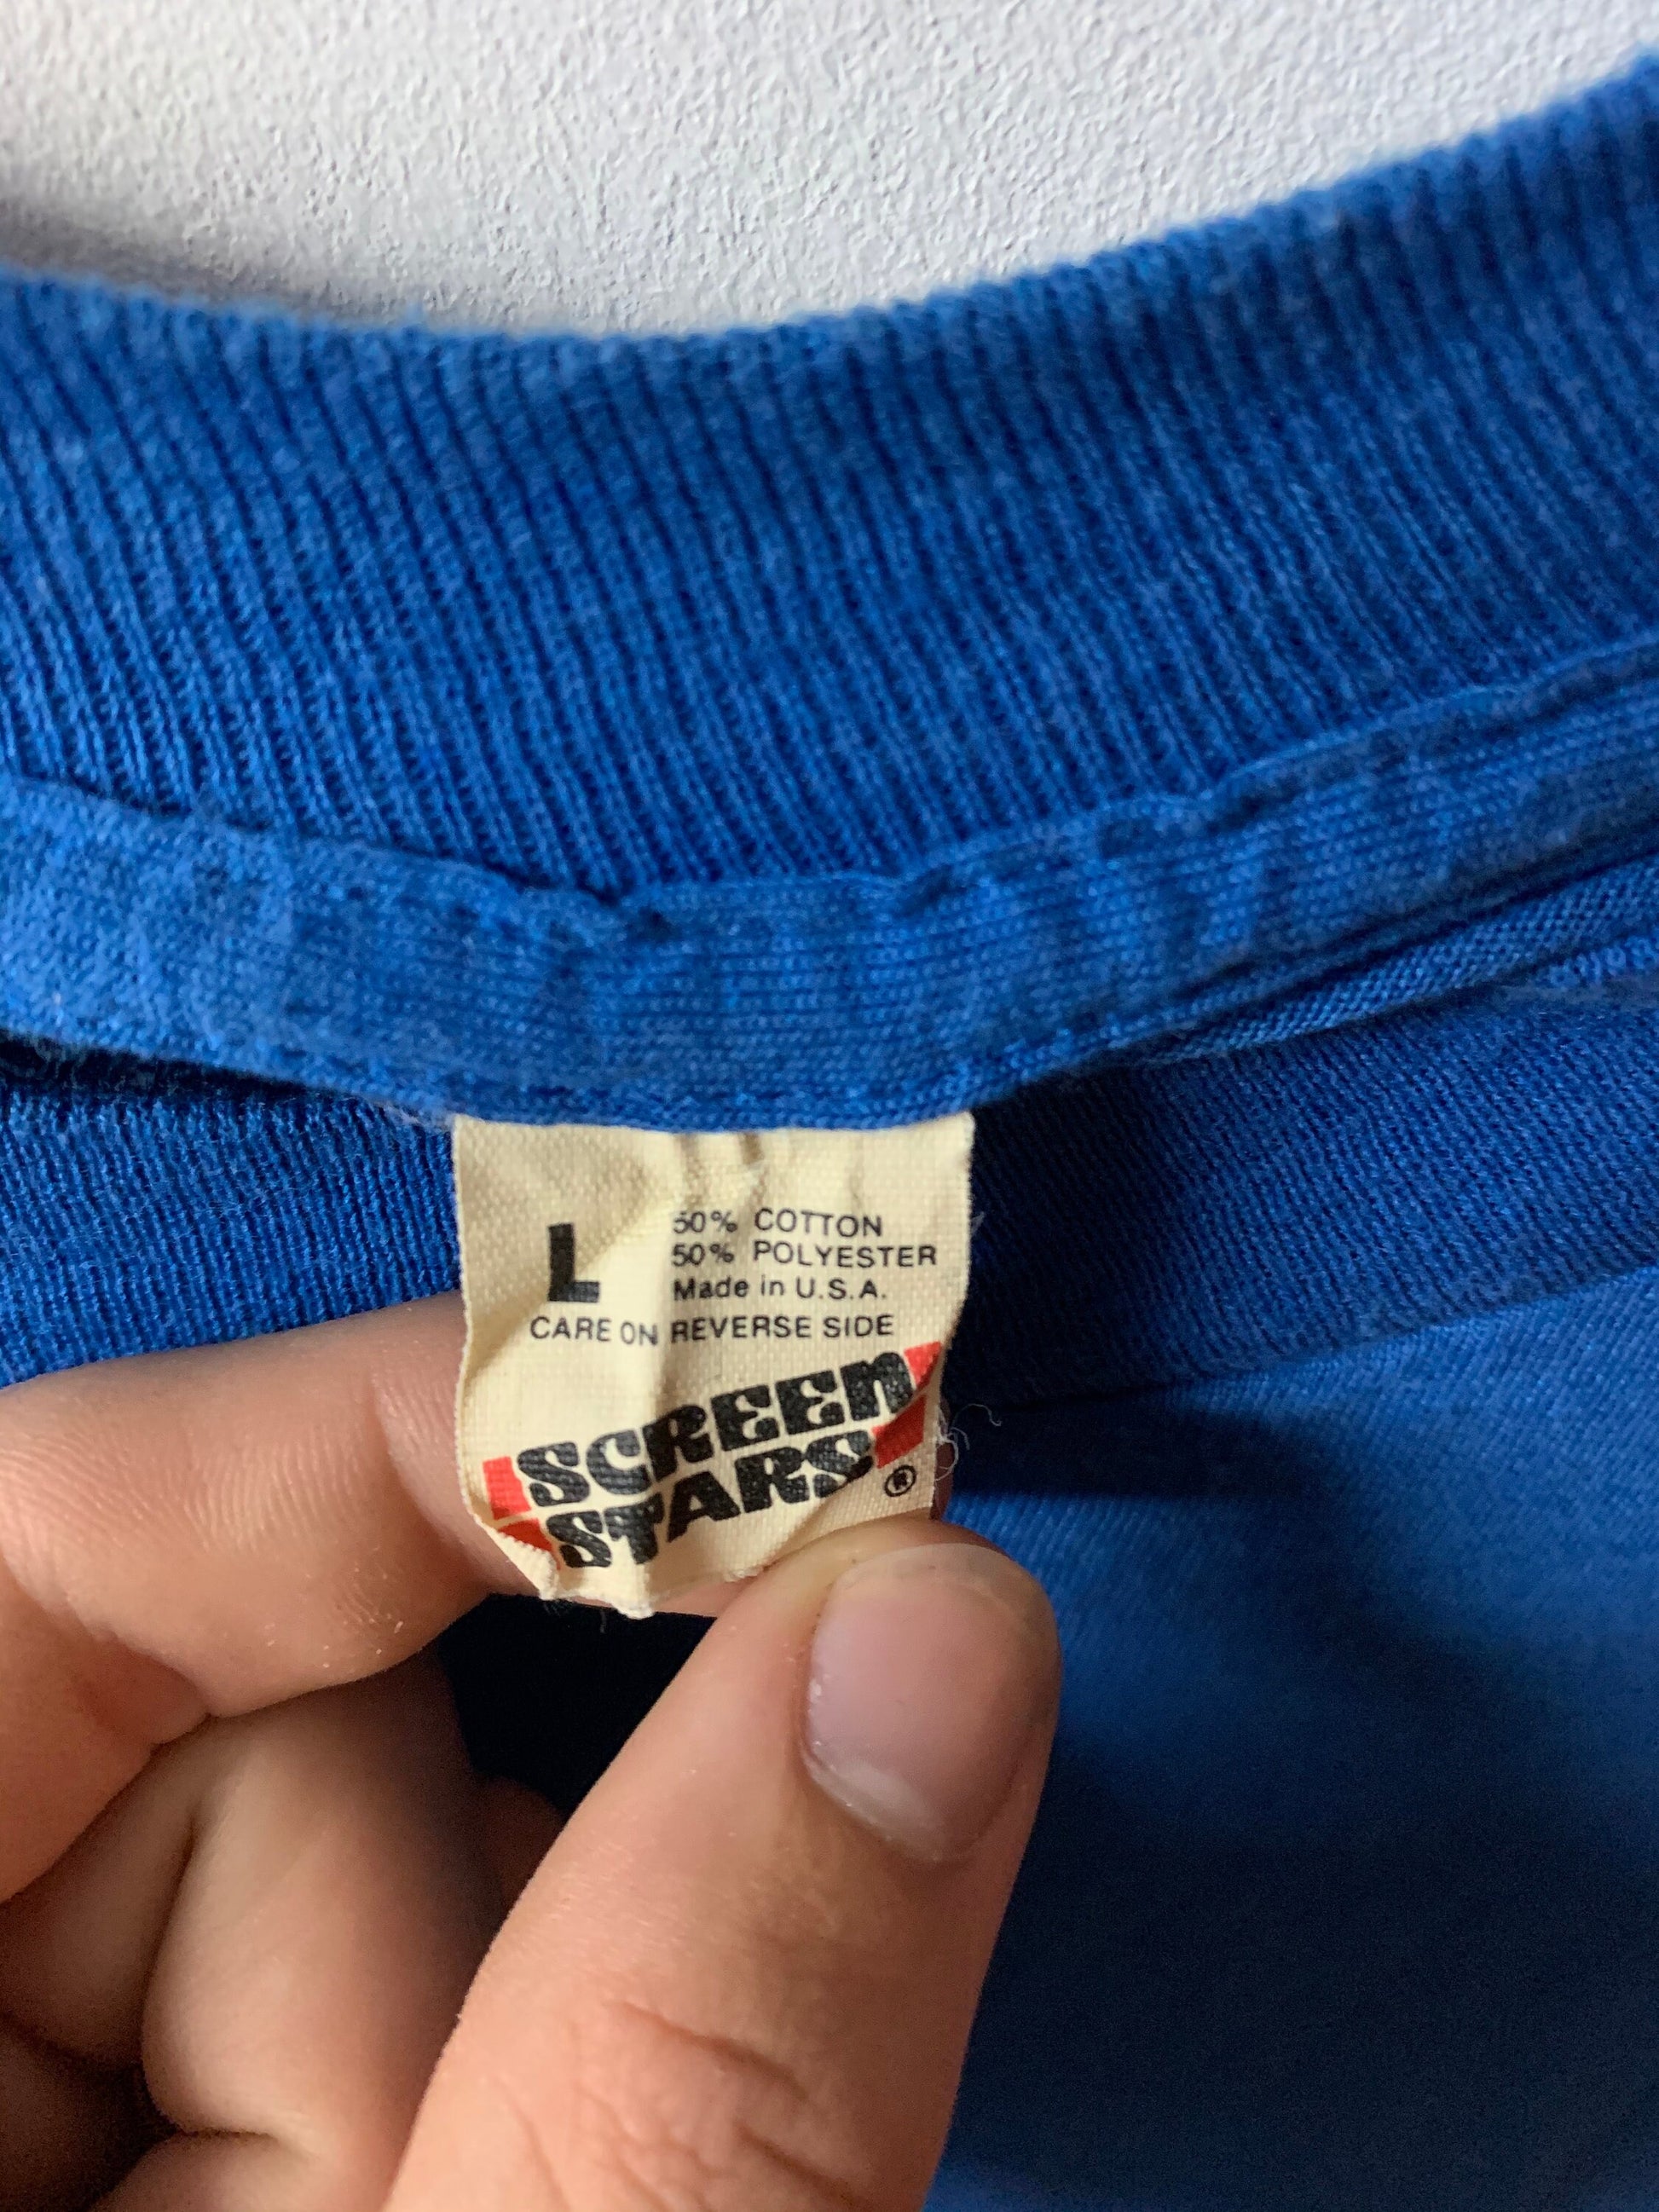 L
50% COTTON
50% POLYESTER
Made in U.S.A.
CARE ON REVERSE SIDE
SCREEN
STARS®